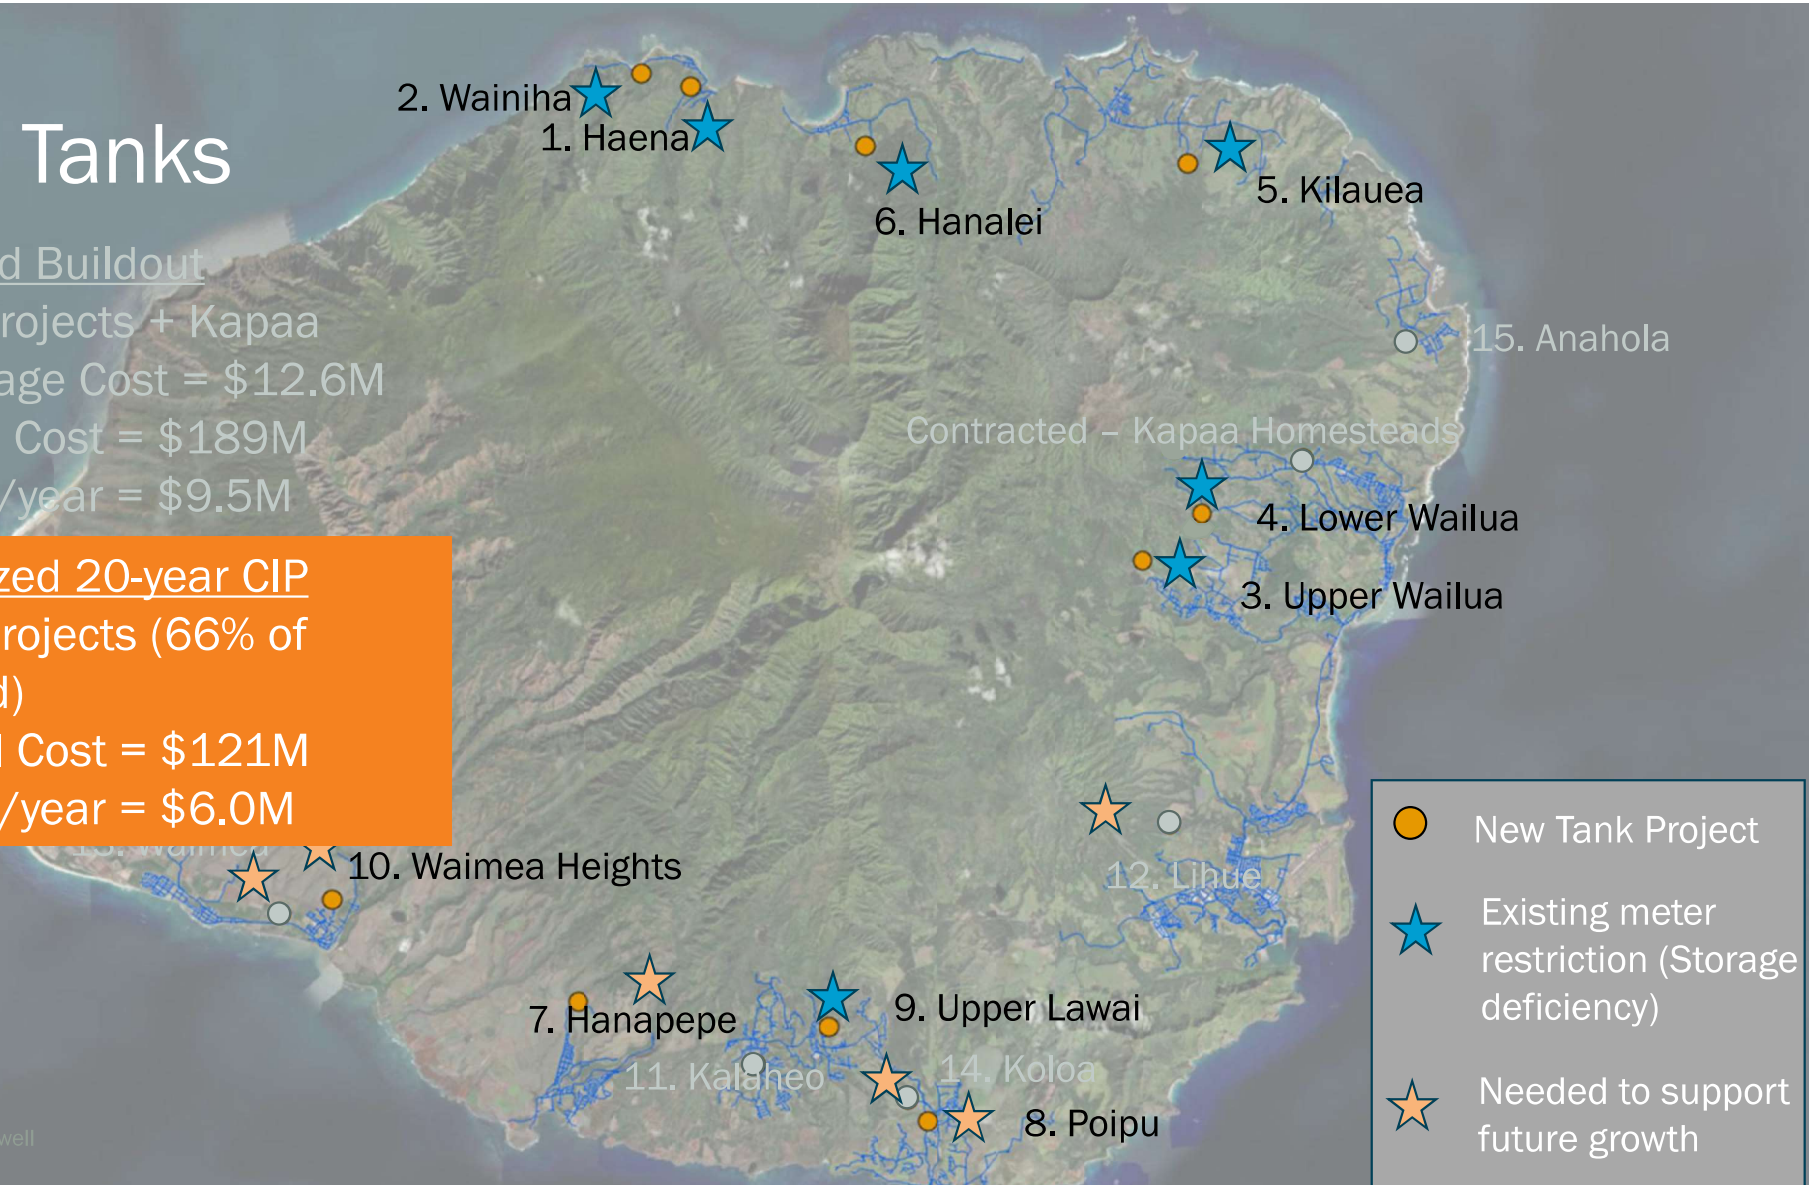 Tanks
d Buildout
rojects + Kapaa
age Cost = $12.6M
Cost = $189M
/year = $9.5M
zed 20-year CIP
rojects (66% of
d)
l Cost = $121M
/year = $6.0M
2. Wainiha
1. Haena
6. Hanalei
5. Kilauea
15. Anahola
Contracted – Kapaa Homesteads
4. Lower Wailua
3. Upper Wailua
12. Lihue
13. Waimea
10. Waimea Heights
7. Hanapepe
9. Upper Lawai
11. Kalaheo
14. Koloa
8. Poipu
well
New Tank Project
Existing meter
restriction (Storage
deficiency)
Needed to support
future growth